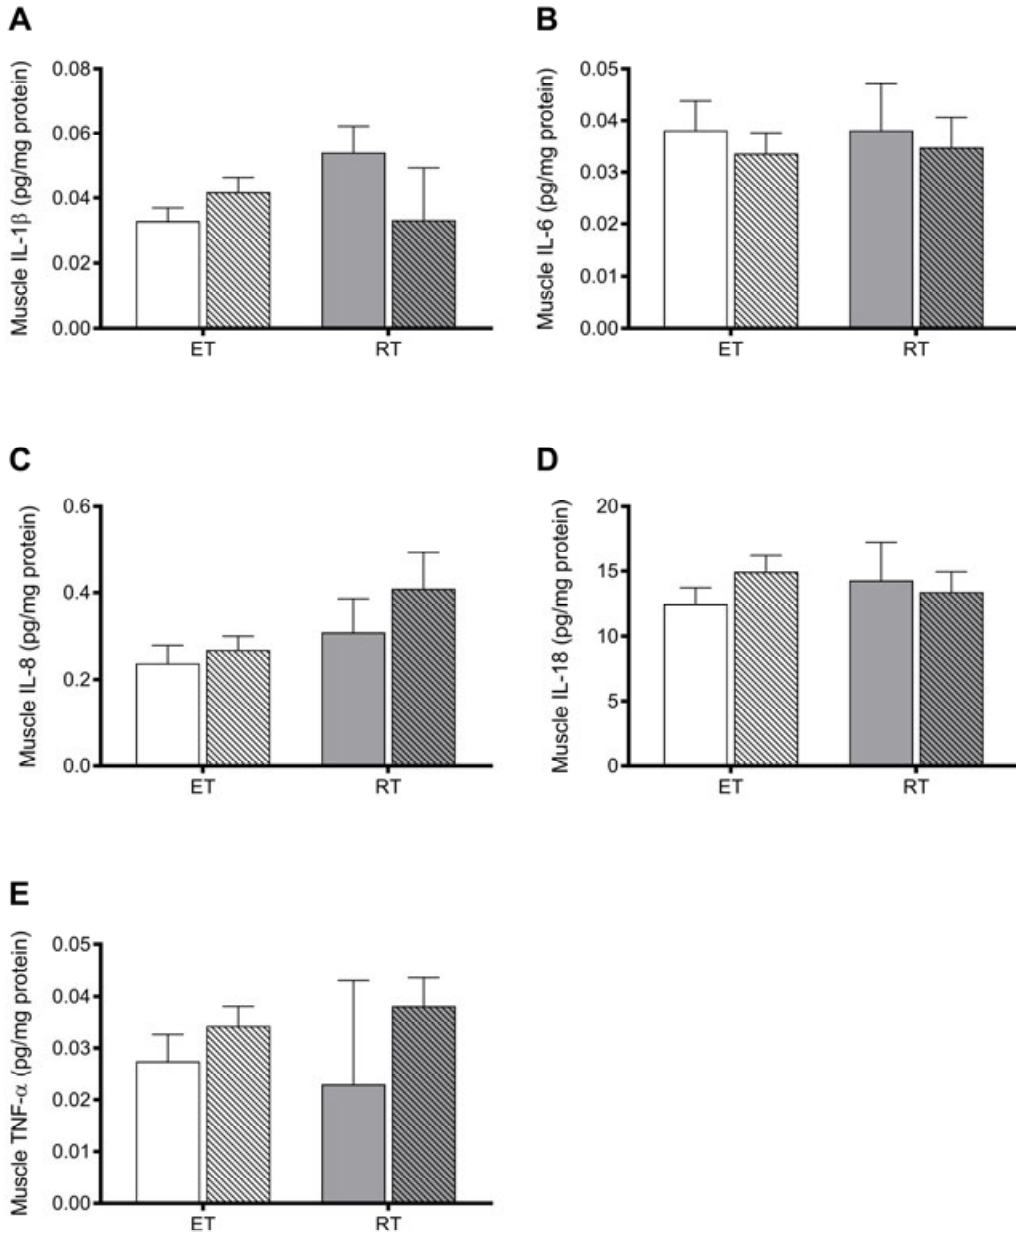 A
Muscle IL-1β (pg/mg protein)
0.08
0.06
0.04
0.02
0.00
ET
RT
B
Muscle IL-6 (pg/mg protein)
0.05
0.04
0.03
0.02
0.01
0.00
ET
RT
C
Muscle IL-8 (pg/mg protein)
0.6
0.4
0.2
0.0
ET
RT
D
Muscle IL-18 (pg/mg protein)
20
15
10
5
0
ET
RT
E
Muscle TNF-α (pg/mg protein)
0.05
0.04
0.03
0.02
0.01
0.00
ET
RT